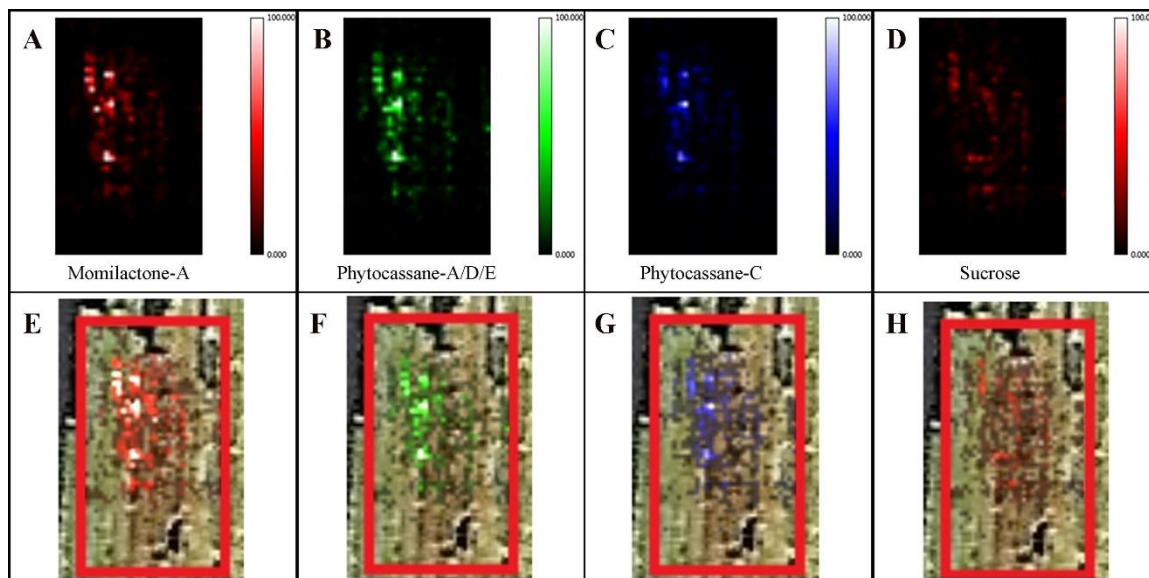 A
100.000
0.000
Momilactone-A
B
100.000
0.000
Phytocassane-A/D/E
C
100.000
0.000
Phytocassane-C
D
100.0
0.000
Sucrose
E
F
G
H